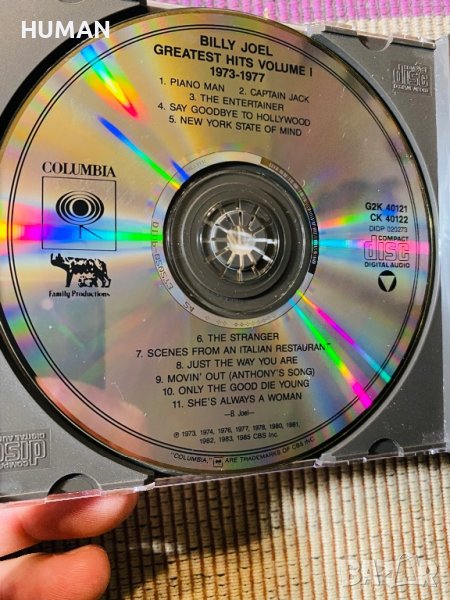 HUMAN
BILLY JOEL
GREATEST HITS VOLUME I
1973-1977
1. PIANO MAN 2. CAPTAIN JACK
3. THE ENTERTAINER
4. SAY GOODBYE TO HOLLYWOOD
5. NEW YORK STATE OF MIND
COLUMBIA
Family Productions
G2K 40121
CK 40122
DIDP 020273
COMPACT
disc
DIGITAL AUDIO
6. THE STRANGER
7. SCENES FROM AN ITALIAN RESTAURANT
8. JUST THE WAY YOU ARE
9. MOVIN' OUT (ANTHONY'S SONG)
10. ONLY THE GOOD DIE YOUNG
11. SHE'S ALWAYS A WOMAN
—B. Joel—
℗ 1973, 1974, 1976, 1977, 1978, 1980, 1981,
1982, 1983, 1985 CBS Inc.
"COLUMBIA," ARE TRADEMARKS OF CBS INC.
disc
BAZAR